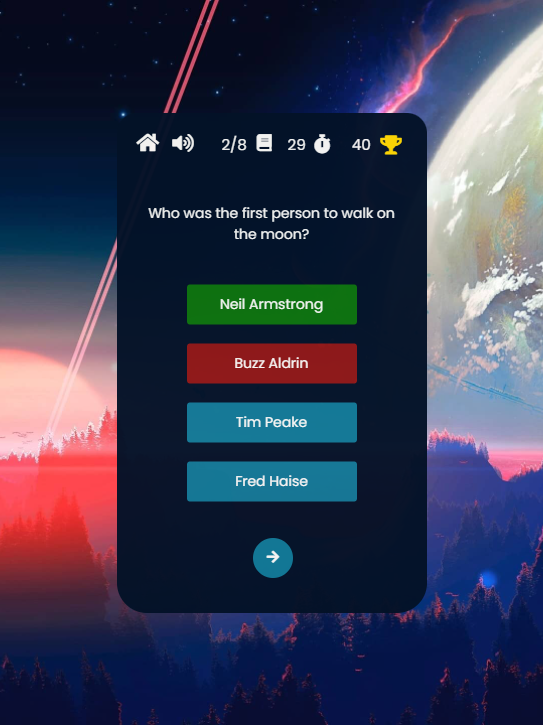 2/8 29 40
Who was the first person to walk on
the moon?
Neil Armstrong
Buzz Aldrin
Tim Peake
Fred Haise